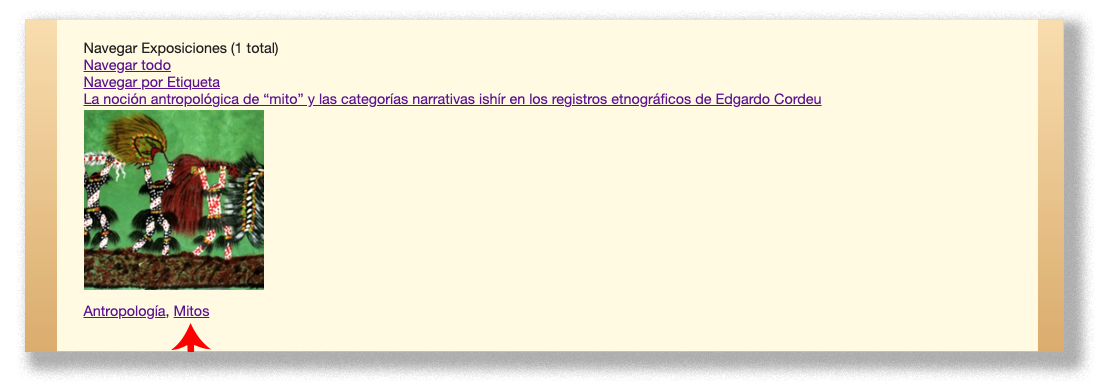 Navegar Exposiciones (1 total)
Navegar todo
Navegar por Etiqueta
La noción antropológica de “mito” y las categorías narrativas ishír en los registros etnográficos de Edgardo Cordeu
Antropología, Mitos